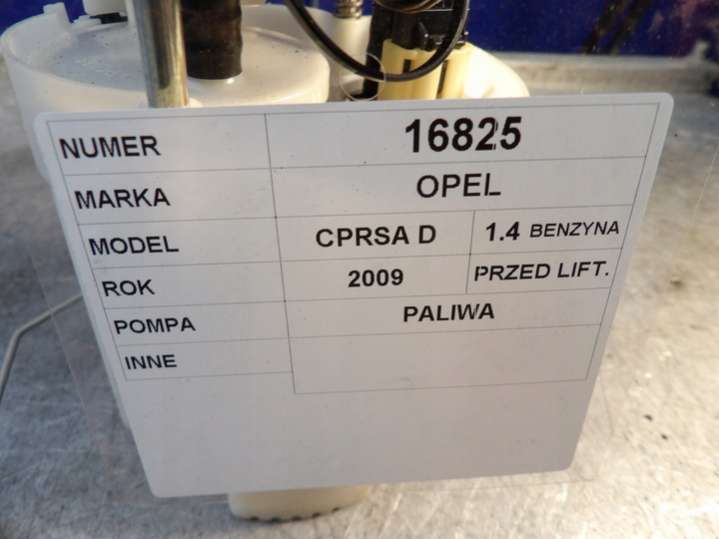 NUMER 16825
MARKA OPEL
MODEL CPRSA D 1.4 BENZYNA
ROK 2009 PRZED LIFT.
POMPA PALIWA
INNE